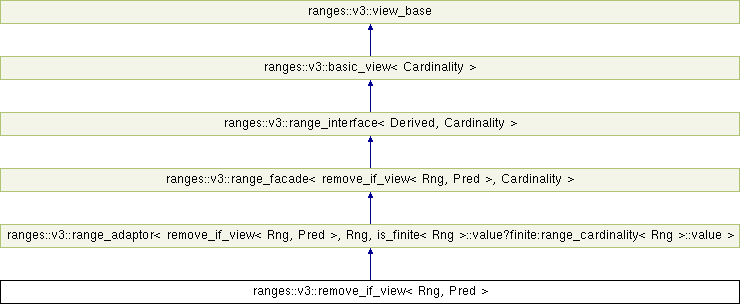 ranges::v3::view_base
ranges::v3::basic_view< Cardinality >
ranges::v3::range_interface< Derived, Cardinality >
ranges::v3::range_facade< remove_if_view< Rng, Pred >, Cardinality >
ranges::v3::range_adaptor< remove_if_view< Rng, Pred >, Rng, is_finite< Rng >::value?finite:range_cardinality< Rng >::value >
ranges::v3::remove_if_view< Rng, Pred >